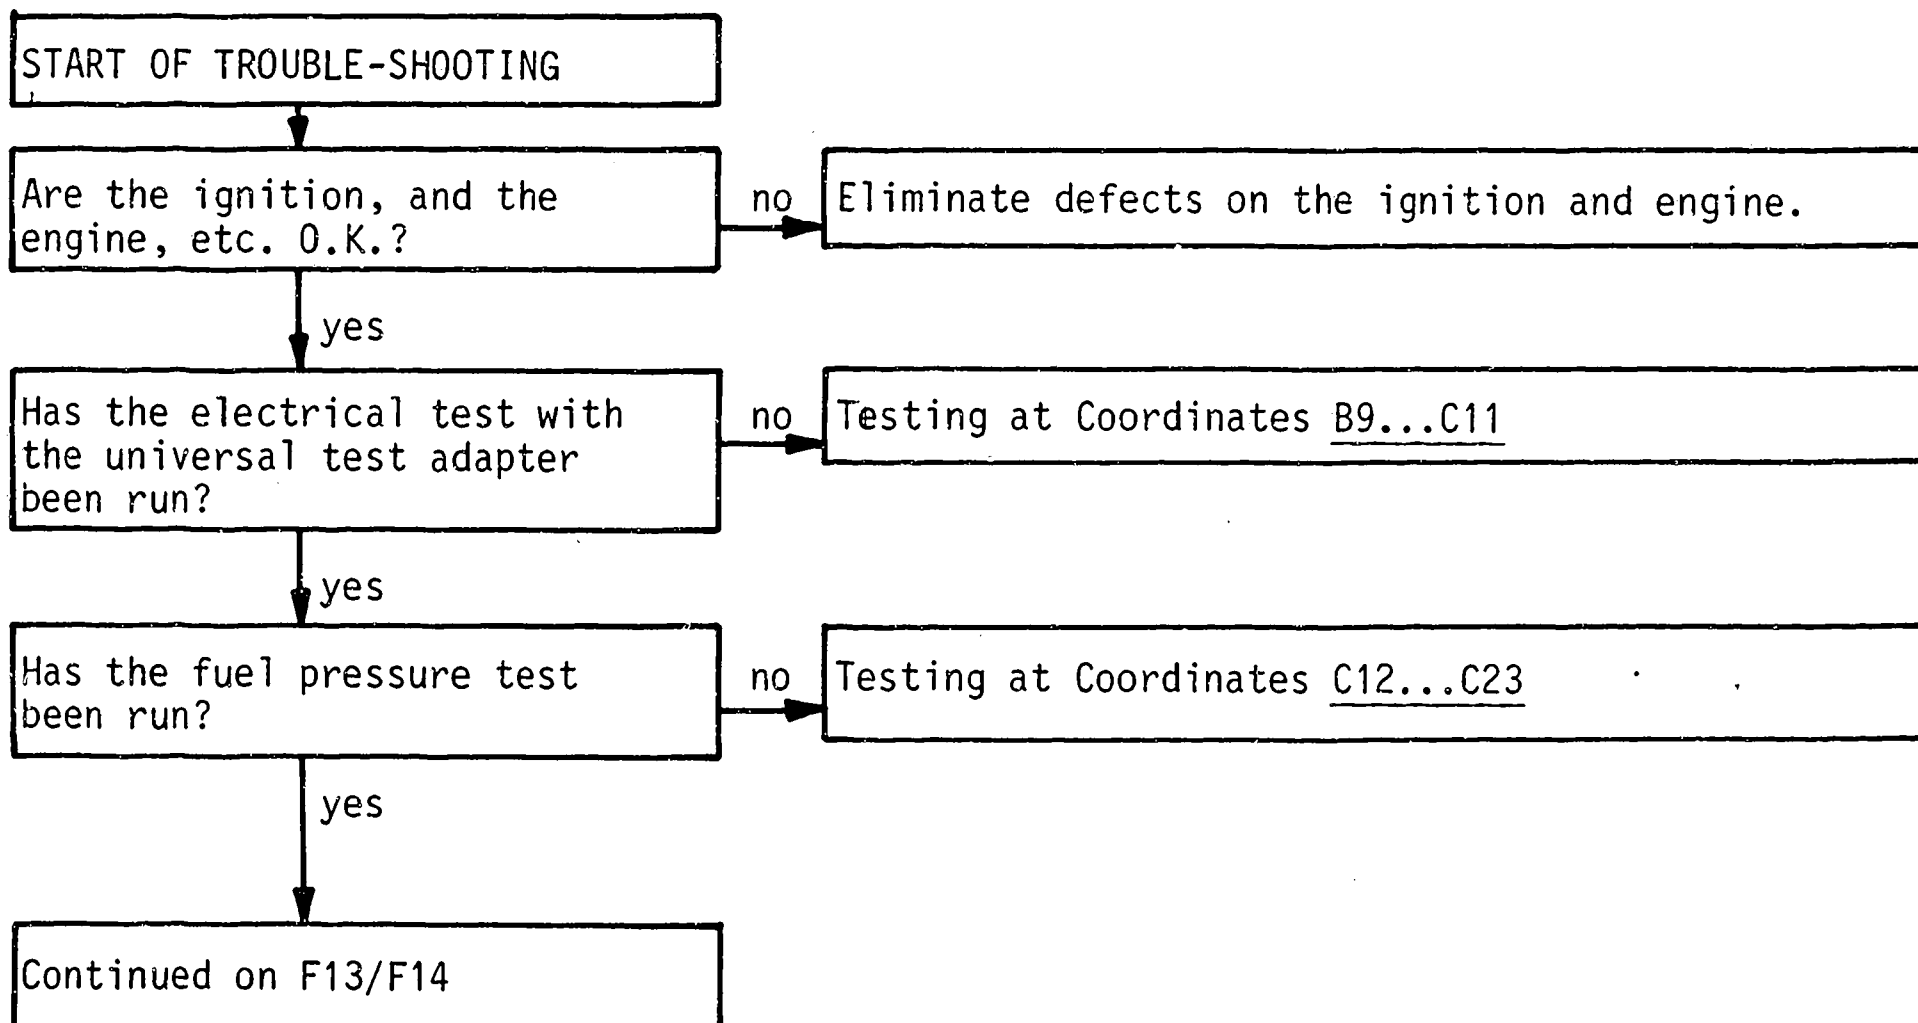 START OF TROUBLE-SHOOTING
Are the ignition, and the
engine, etc. O.K.?
no
Eliminate defects on the ignition and engine.
yes
Has the electrical test with
the universal test adapter
been run?
no
Testing at Coordinates B9...C11
yes
Has the fuel pressure test
been run?
no
Testing at Coordinates C12...C23
yes
Continued on F13/F14